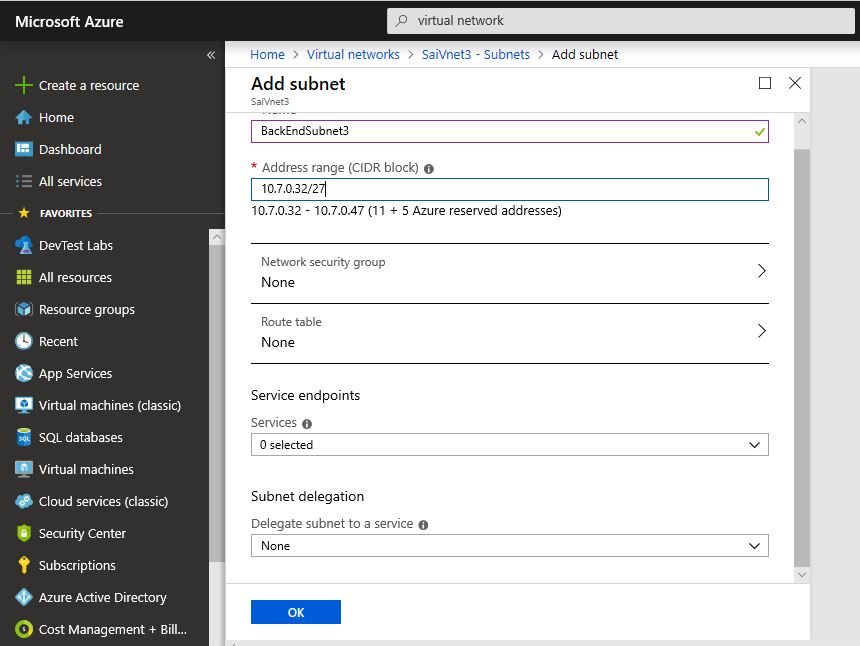 Microsoft Azure
virtual network
Home > Virtual networks > SaiVnet3 - Subnets > Add subnet
«
Create a resource
Home
Dashboard
All services
FAVORITES
DevTest Labs
All resources
Resource groups
Recent
App Services
Virtual machines (classic)
SQL databases
Virtual machines
Cloud services (classic)
Security Center
Subscriptions
Azure Active Directory
Cost Management + Bill...
Add subnet
SaiVnet3
BackEndSubnet3
* Address range (CIDR block)
10.7.0.32/27
10.7.0.32 - 10.7.0.47 (11 + 5 Azure reserved addresses)
Network security group
None
Route table
None
Service endpoints
Services
0 selected
Subnet delegation
Delegate subnet to a service
None
OK